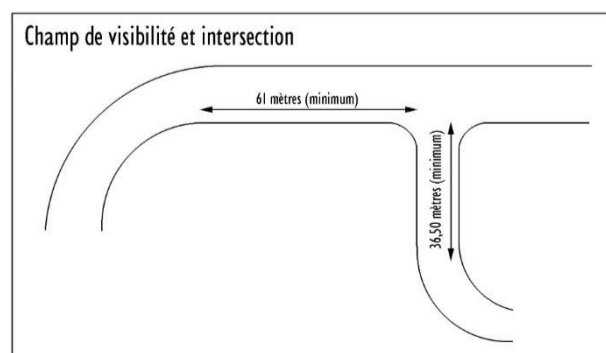 Champ de visibilité et intersection
61 mètres (minimum)
36,50 mètres (minimum)